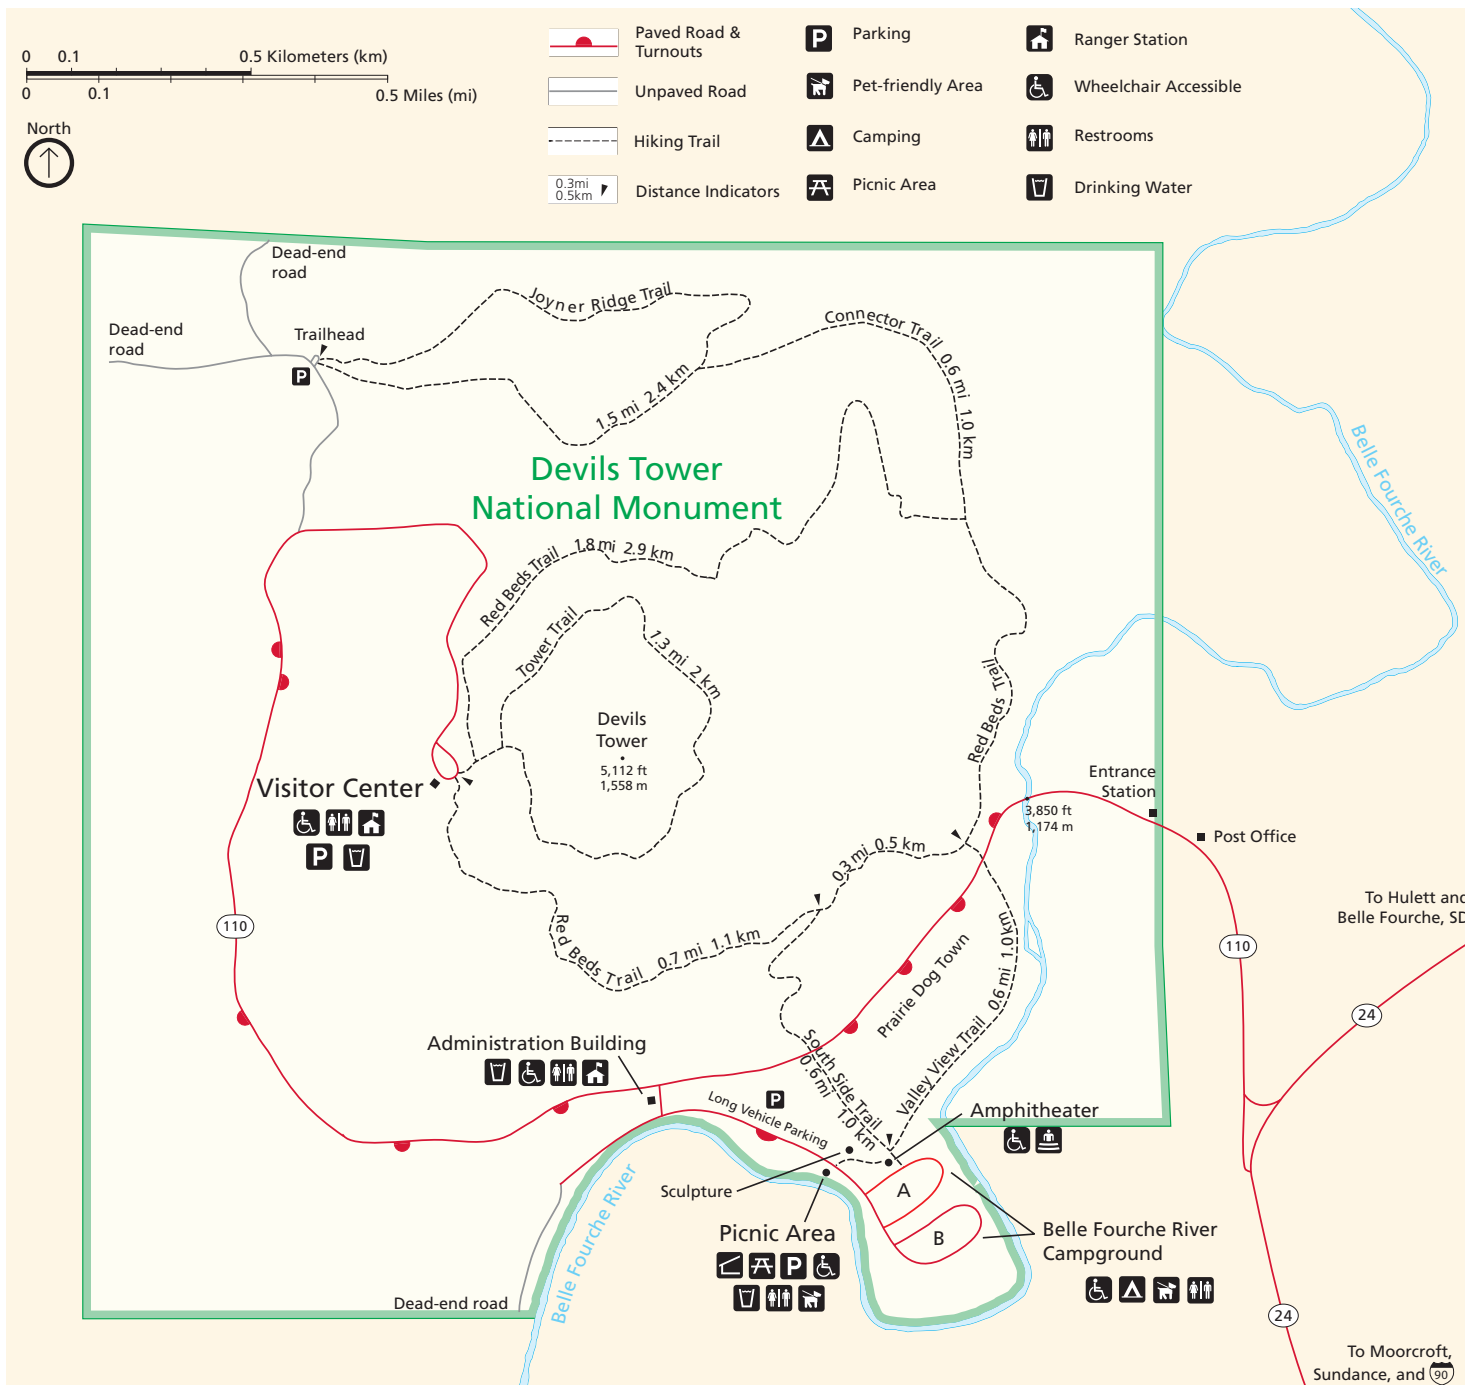 0 0.1 0.5 Kilometers (km)
0 0.1 0.5 Miles (mi)
North
Paved Road &
Turnouts
Unpaved Road
Hiking Trail
0.3mi
0.5km
Distance Indicators
P Parking
Pet-friendly Area
Camping
Picnic Area
Ranger Station
Wheelchair Accessible
Restrooms
Drinking Water
Dead-end
road
Dead-end
road
Trailhead
P
Joyner Ridge Trail
1.5 mi 2.4 km
Connector Trail 0.6 mi 1.0 km
Devils Tower
National Monument
Belle Fourche River
Red Beds Trail 1.8 mi 2.9 km
Tower Trail
1.3 mi 2 km
Red Beds Trail
Devils
Tower
5,112 ft
1,558 m
Visitor Center
P
Entrance
Station
3,850 ft
1,174 m
Post Office
0.3 mi 0.5 km
To Hulett and
Belle Fourche, SD
110
110
24
Red Beds Trail 0.7 mi 1.1 km
Prairie Dog Town
Valley View Trail 0.6 mi 1.0km
South Side Trail
0.6 mi 1.0 km
Administration Building
P
Long Vehicle Parking
Amphitheater
Sculpture
Picnic Area
P
A
B
Belle Fourche River
Campground
Belle Fourche River
Dead-end road
24
To Moorcroft,
Sundance, and 90